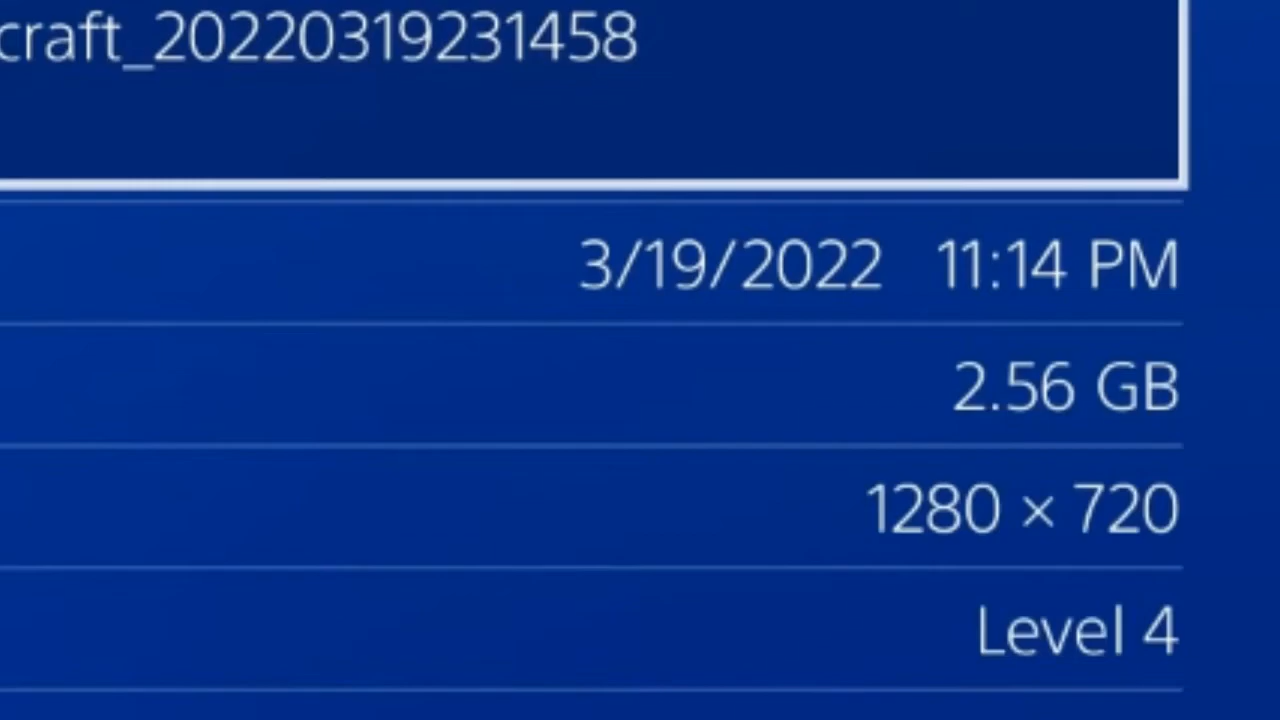 craft_20220319231458
3/19/2022 11:14 PM
2.56 GB
1280 × 720
Level 4